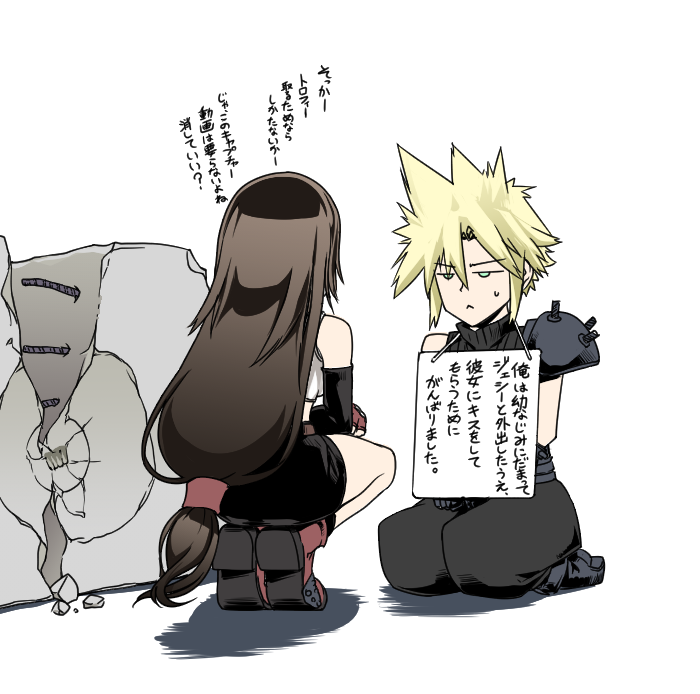 そっかー
トロフィー
取るためなら
しかたないかー
じゃこのキャプチャー
動画は要らないよね
消していい?
俺は幼なじみにだまって
ジェシーと外出したうえ、
彼女にキスをして
もらうために
がんばりました。